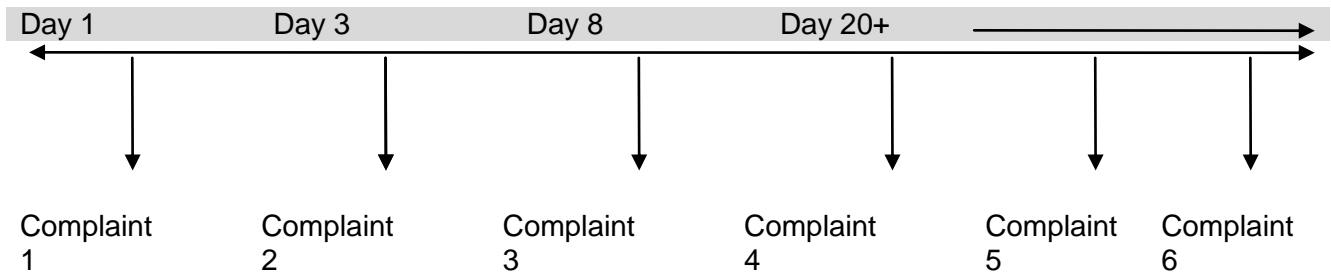 Day 1 Day 3 Day 8 Day 20+
Complaint Complaint Complaint Complaint Complaint Complaint
1 2 3 4 5 6